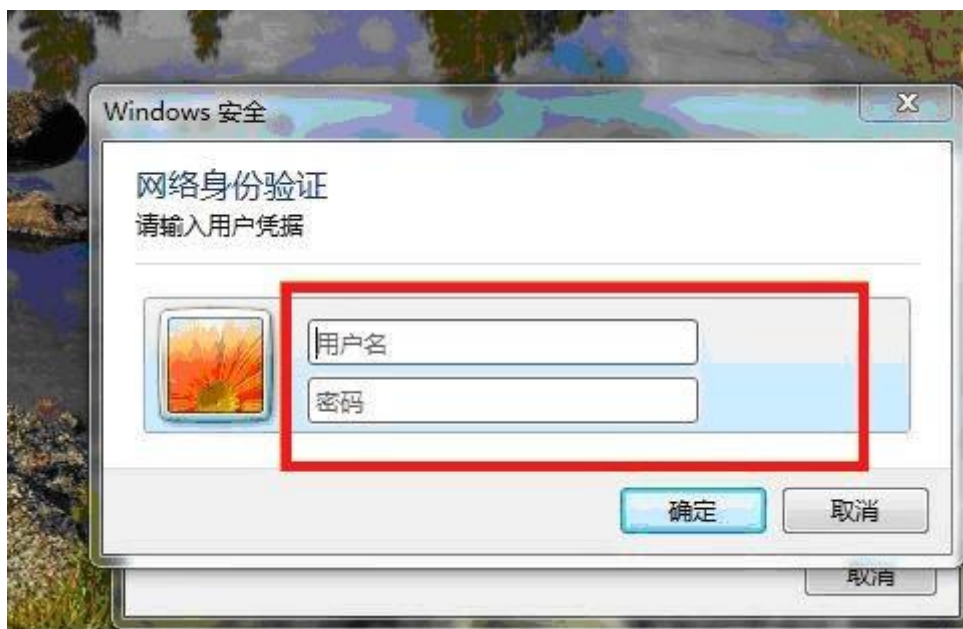 Windows 安全
网络身份验证
请输入用户凭据
用户名
密码
确定
取消
取消